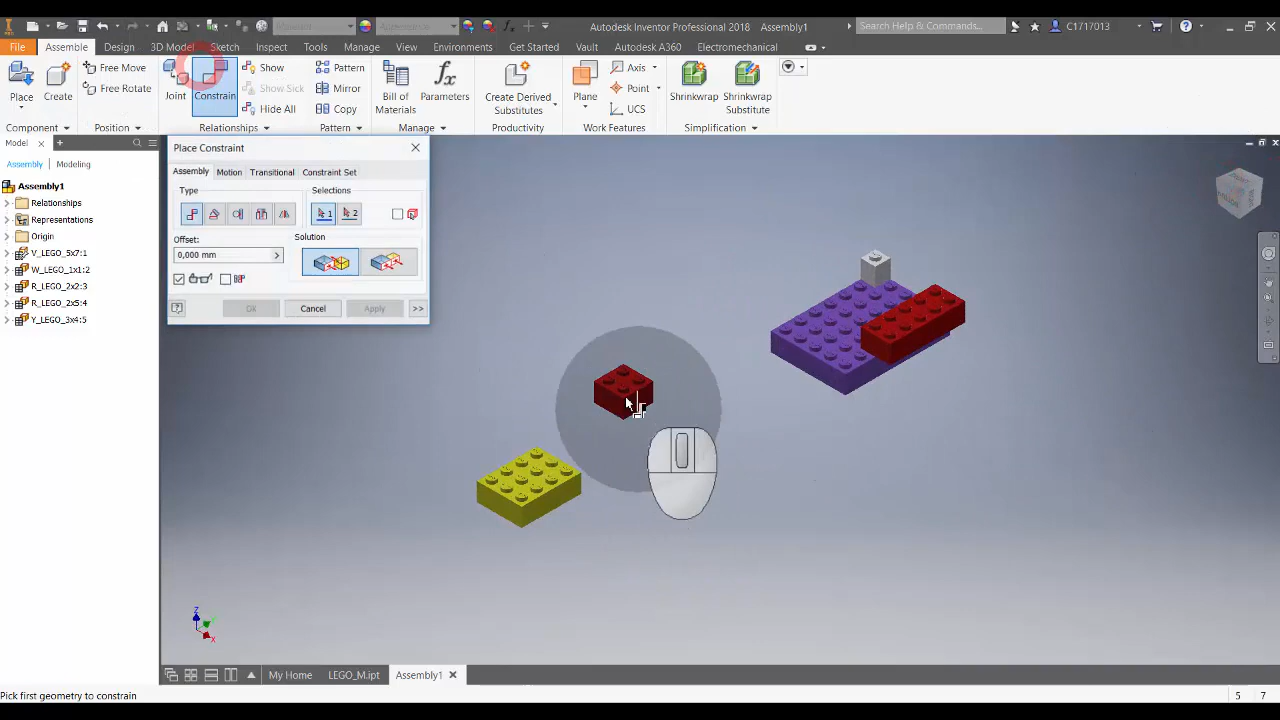 Autodesk Inventor Professional 2018 Assembly1
Search Help & Commands...
C1717013
File Assemble Design 3D Model Sketch Inspect Tools Manage View Environments Get Started Vault Autodesk A360 Electromechanical
Place
Create
Free Move
Free Rotate
Joint
Constrain
Show
Show Sick
Hide All
Pattern
Mirror
Copy
Bill of Materials
Parameters
Create Derived Substitutes
Plane
Axis
Point
UCS
Shrinkwrap
Shrinkwrap Substitute
Component Position Relationships Pattern Manage Productivity Work Features Simplification
Model
Assembly Modeling
Assembly1
Relationships
Representations
Origin
V_LEGO_5x7:1
W_LEGO_1x1:2
R_LEGO_2x2:3
R_LEGO_2x5:4
Y_LEGO_3x4:5
Place Constraint
Assembly Motion Transitional Constraint Set
Type Selections
1 2
Offset: Solution
0,000 mm
OK Cancel Apply >>
Z
X
My Home LEGO_M.ipt Assembly1
Pick first geometry to constrain 5 7